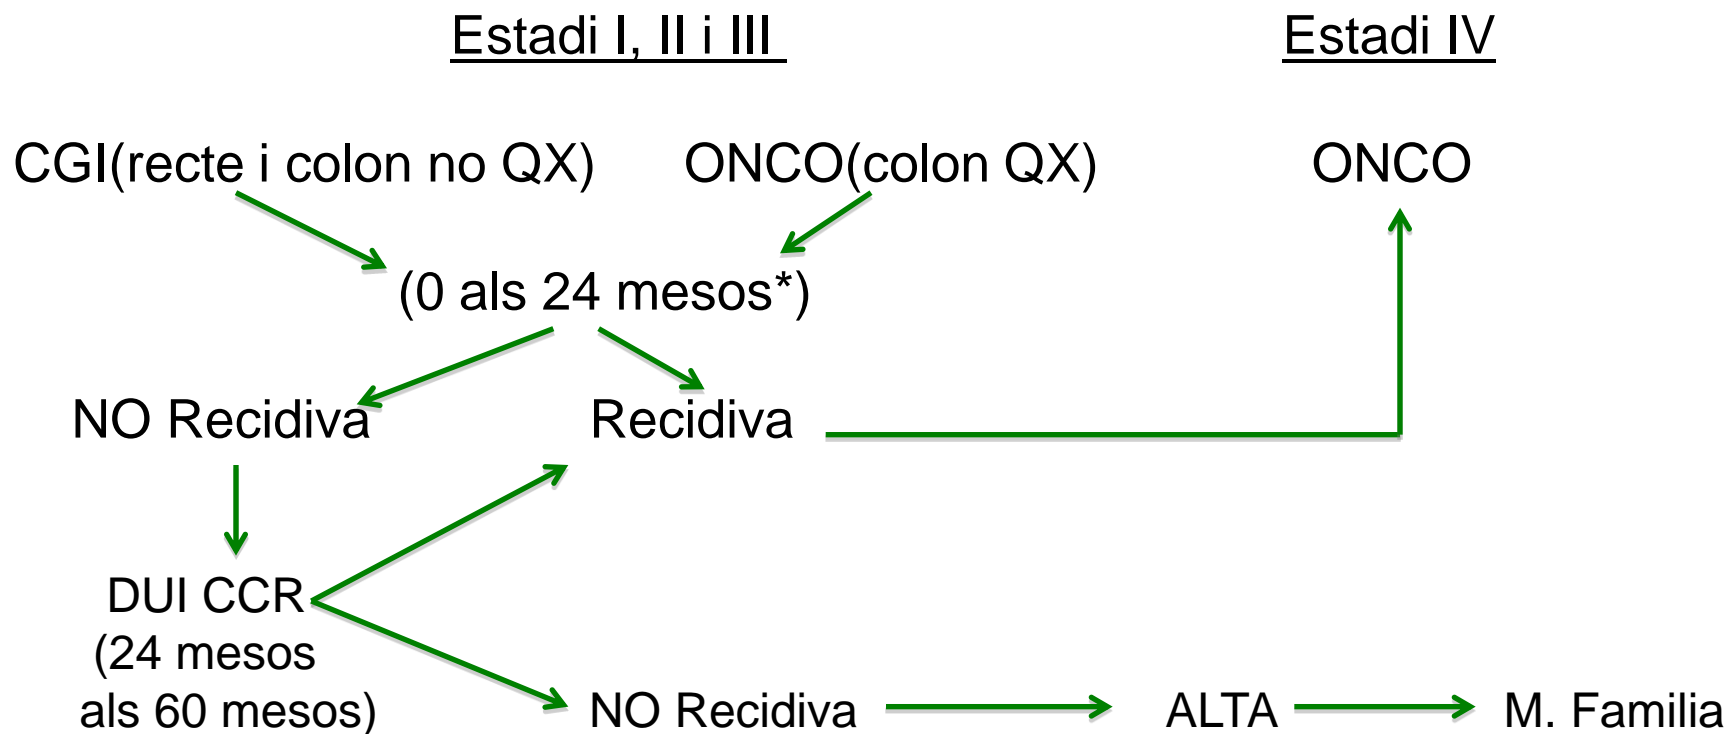 Estadi I, II i III
Estadi IV
CGI(recte i colon no QX)
ONCO(colon QX)
ONCO
(0 als 24 mesos*)
NO Recidiva
Recidiva
DUI CCR
(24 mesos
als 60 mesos)
NO Recidiva
ALTA
M. Familia